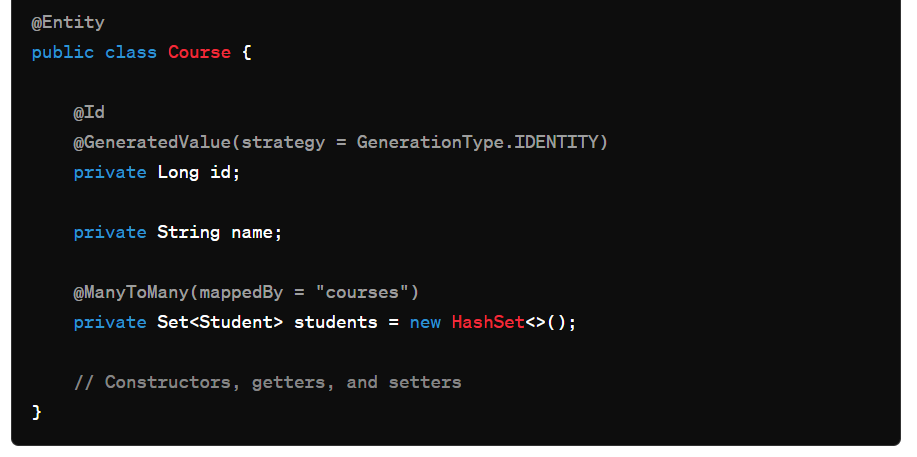 @Entity
public class Course {
@Id
@GeneratedValue(strategy = GenerationType.IDENTITY)
private Long id;
private String name;
@ManyToMany(mappedBy = "courses")
private Set<Student> students = new HashSet<>();
// Constructors, getters, and setters
}